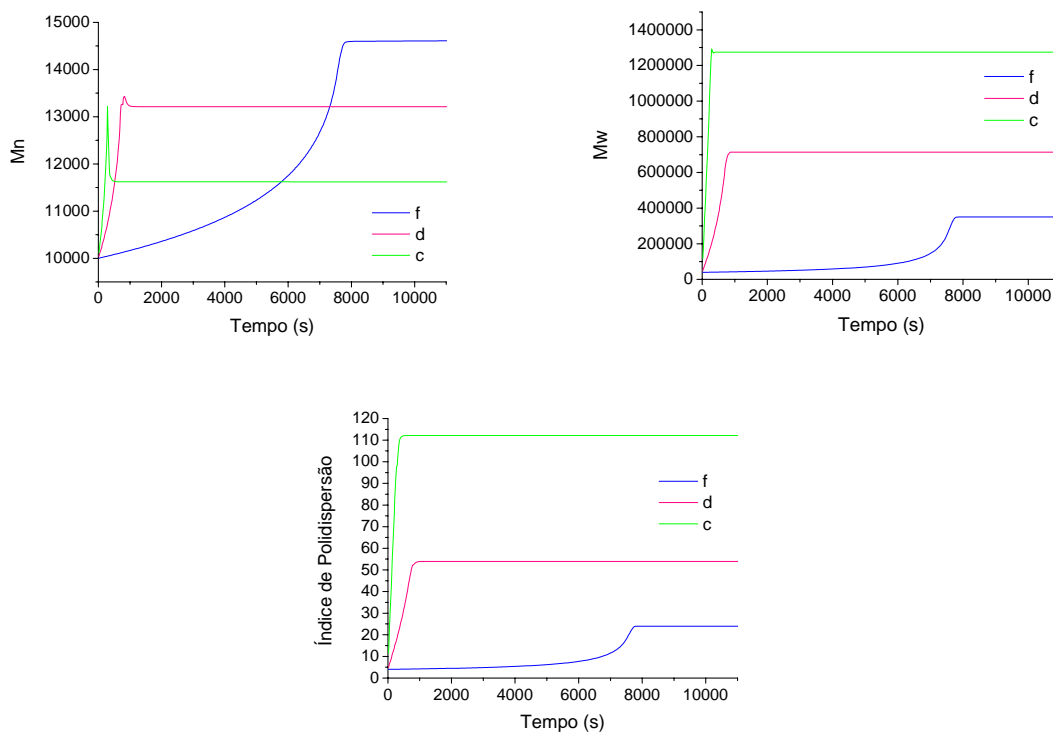 15000
14000
13000
12000
11000
10000
Mn
f
d
c
0 2000 4000 6000 8000 10000
Tempo (s)
1400000
1200000
1000000
800000
600000
400000
200000
0
Mw
f
d
c
0 2000 4000 6000 8000 10000
Tempo (s)
120
110
100
90
80
70
60
50
40
30
20
10
0
Índice de Polidispersão
f
d
c
0 2000 4000 6000 8000 10000
Tempo (s)